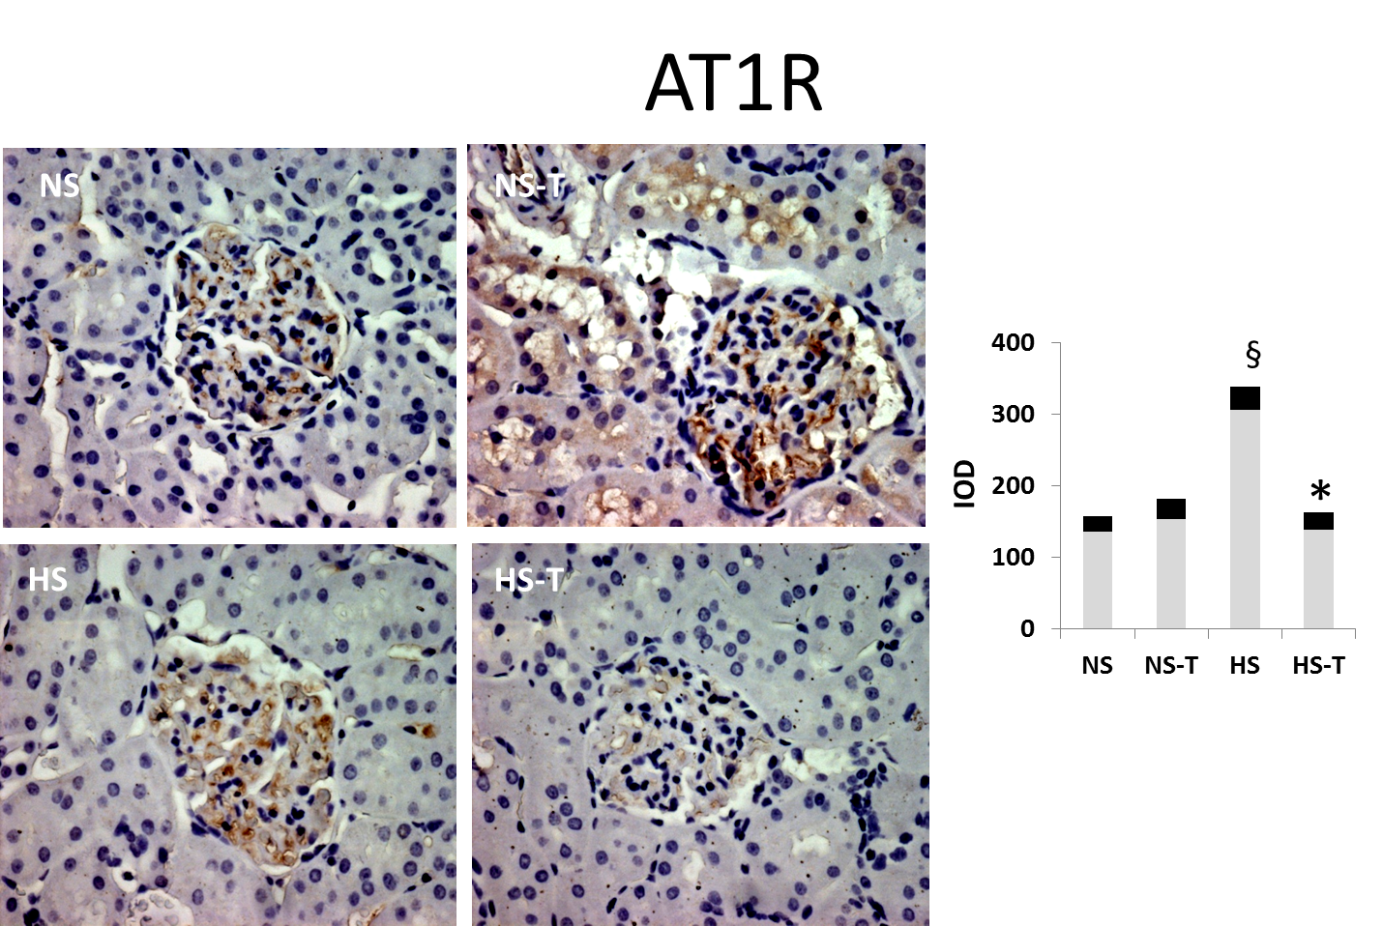 AT1R
NS
NS-T
HS
HS-T
IOD
400
300
200
100
0
§
*
NS
NS-T
HS
HS-T